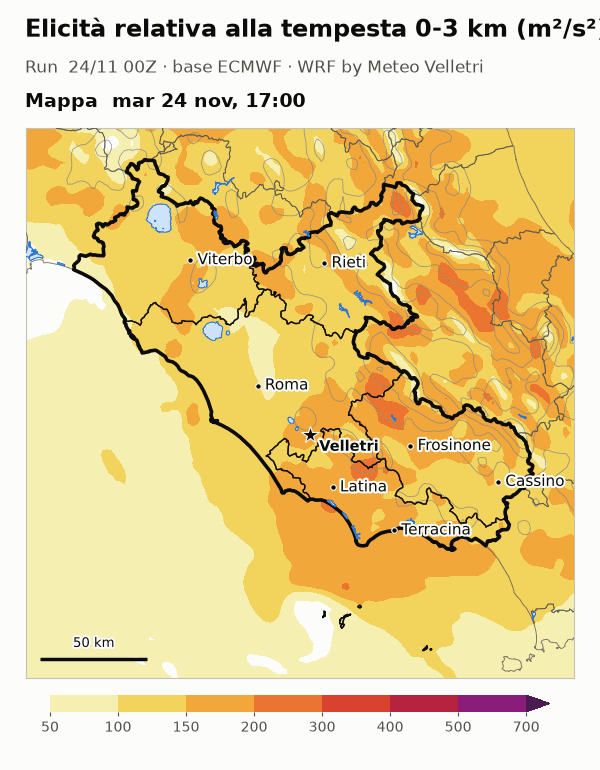 Elicità relativa alla tempesta 0-3 km (m²/s²)
Run 24/11 00Z · base ECMWF · WRF by Meteo Velletri
Mappa mar 24 nov, 17:00
Viterbo
Rieti
Roma
Velletri
Frosinone
Cassino
Latina
Terracina
50 km
50 100 150 200 300 400 500 700